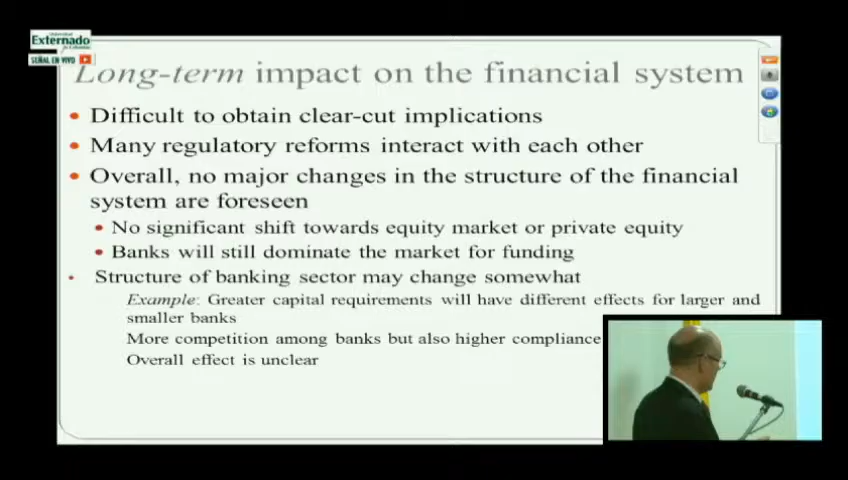 Externado
SEÑAL EN VIVO
Long-term impact on the financial system
• Difficult to obtain clear-cut implications
• Many regulatory reforms interact with each other
• Overall, no major changes in the structure of the financial
system are foreseen
• No significant shift towards equity market or private equity
• Banks will still dominate the market for funding
• Structure of banking sector may change somewhat
Example: Greater capital requirements will have different effects for larger and
smaller banks
More competition among banks but also higher compliance
Overall effect is unclear